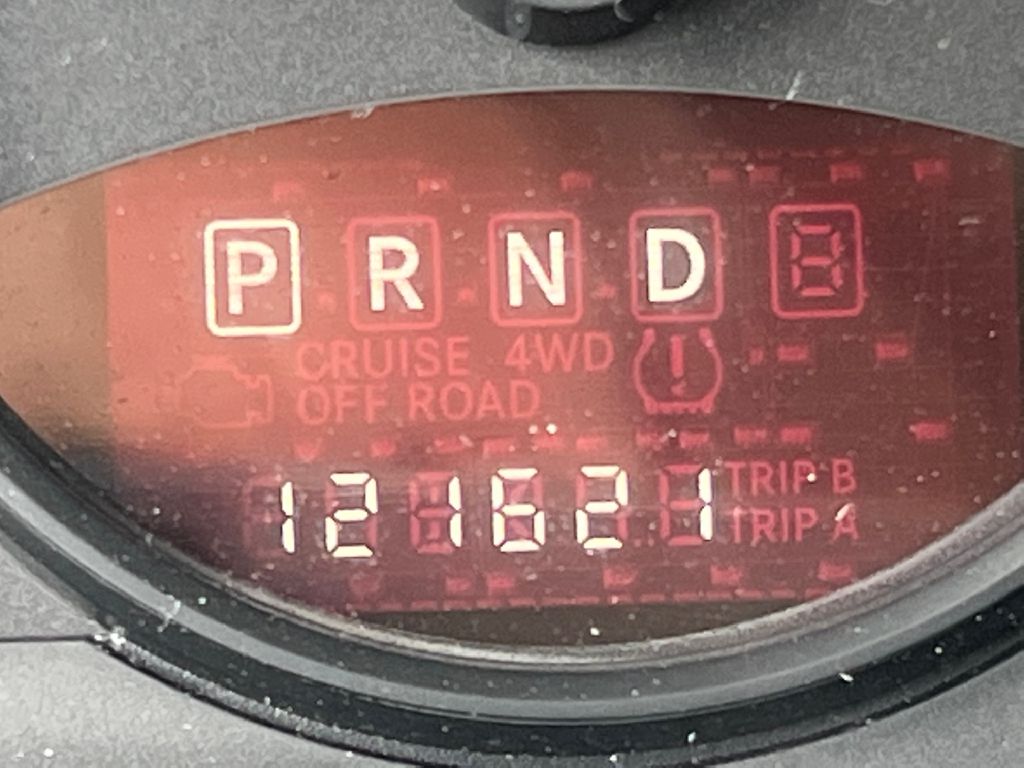 P R N D
CRUISE 4WD
OFF ROAD
TRIP B
121621 TRIP A